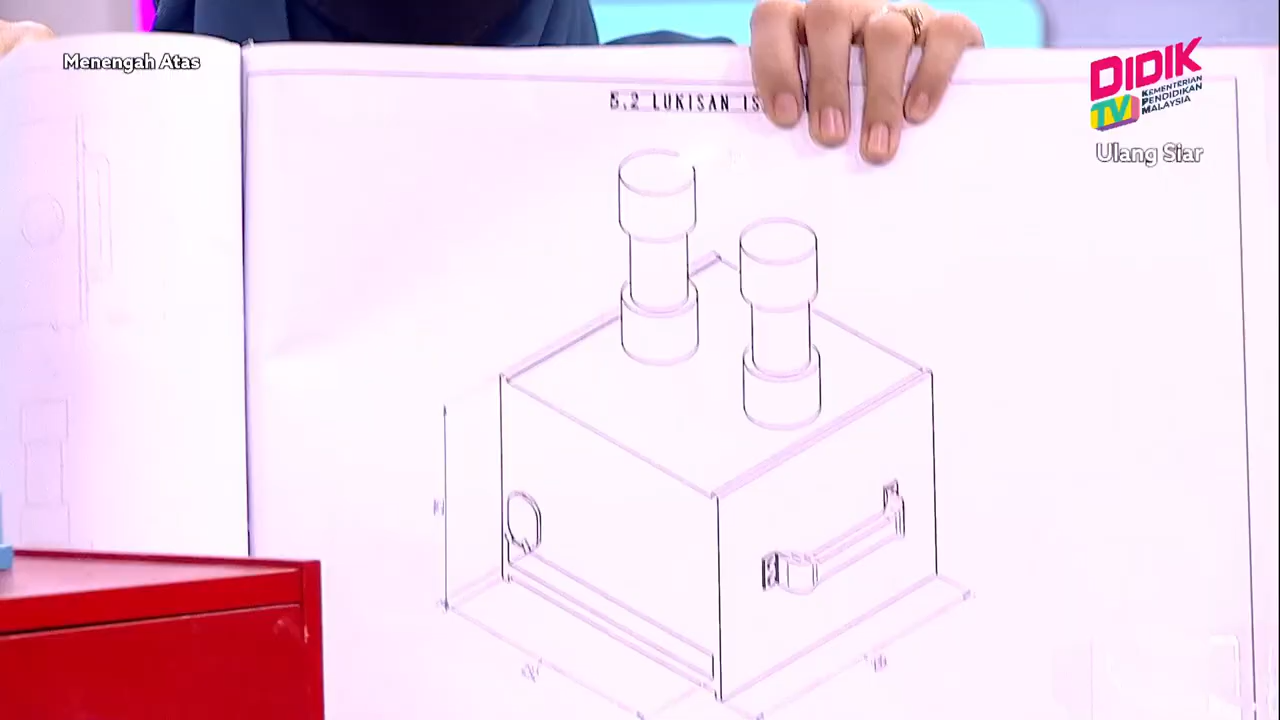 Menengah Atas
5.2 LUKISAN IS
DIDIK
TV
KEMENTERIAN
PENDIDIKAN
MALAYSIA
Ulang Siar